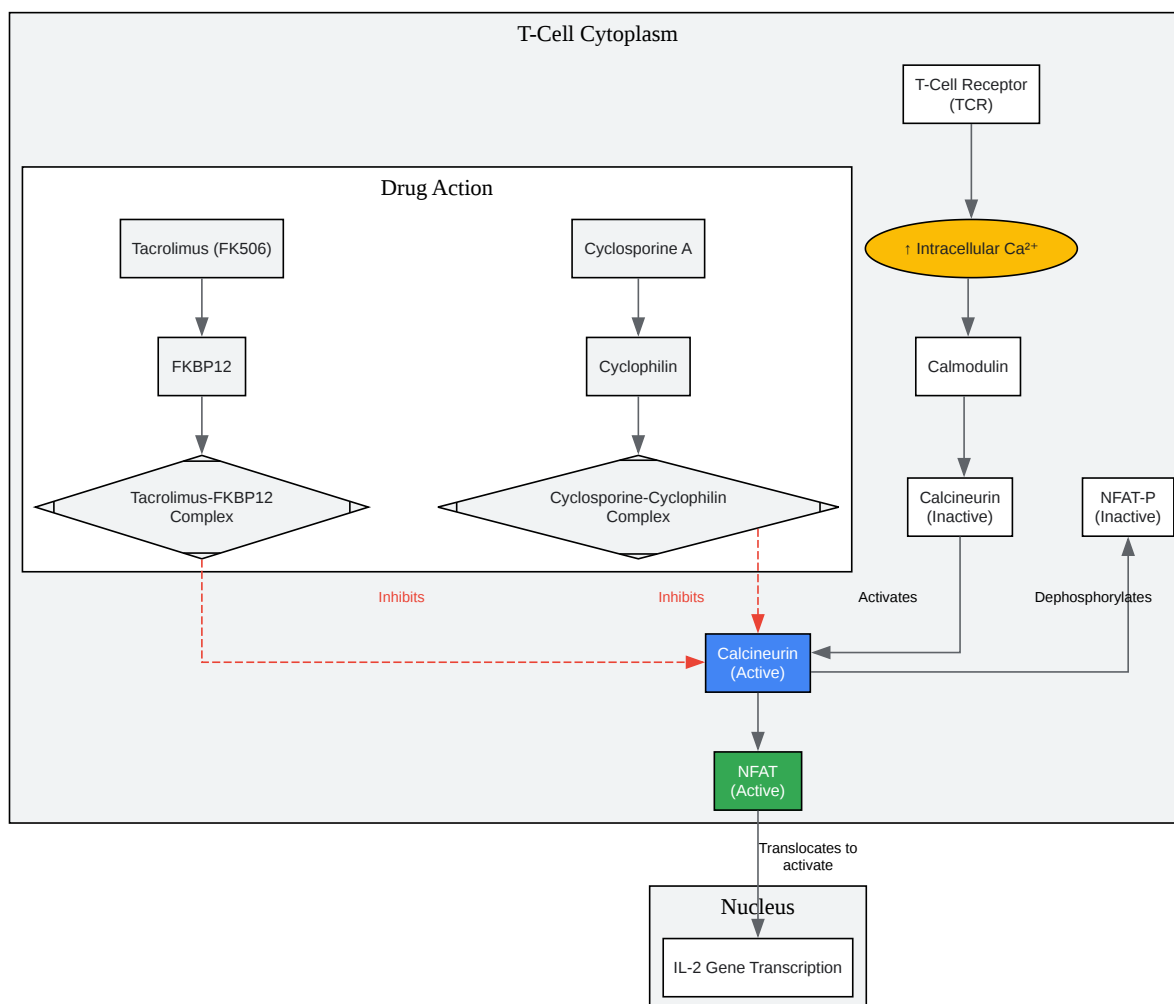 T-Cell Cytoplasm
T-Cell Receptor
(TCR)
Drug Action
Tacrolimus (FK506)
Cyclosporine A
↑ Intracellular Ca²⁺
FKBP12
Cyclophilin
Calmodulin
Tacrolimus-FKBP12
Complex
Cyclosporine-Cyclophilin
Complex
Calcineurin
(Inactive)
NFAT-P
(Inactive)
Inhibits
Inhibits
Activates
Dephosphorylates
Calcineurin
(Active)
NFAT
(Active)
Translocates to
activate
Nucleus
IL-2 Gene Transcription